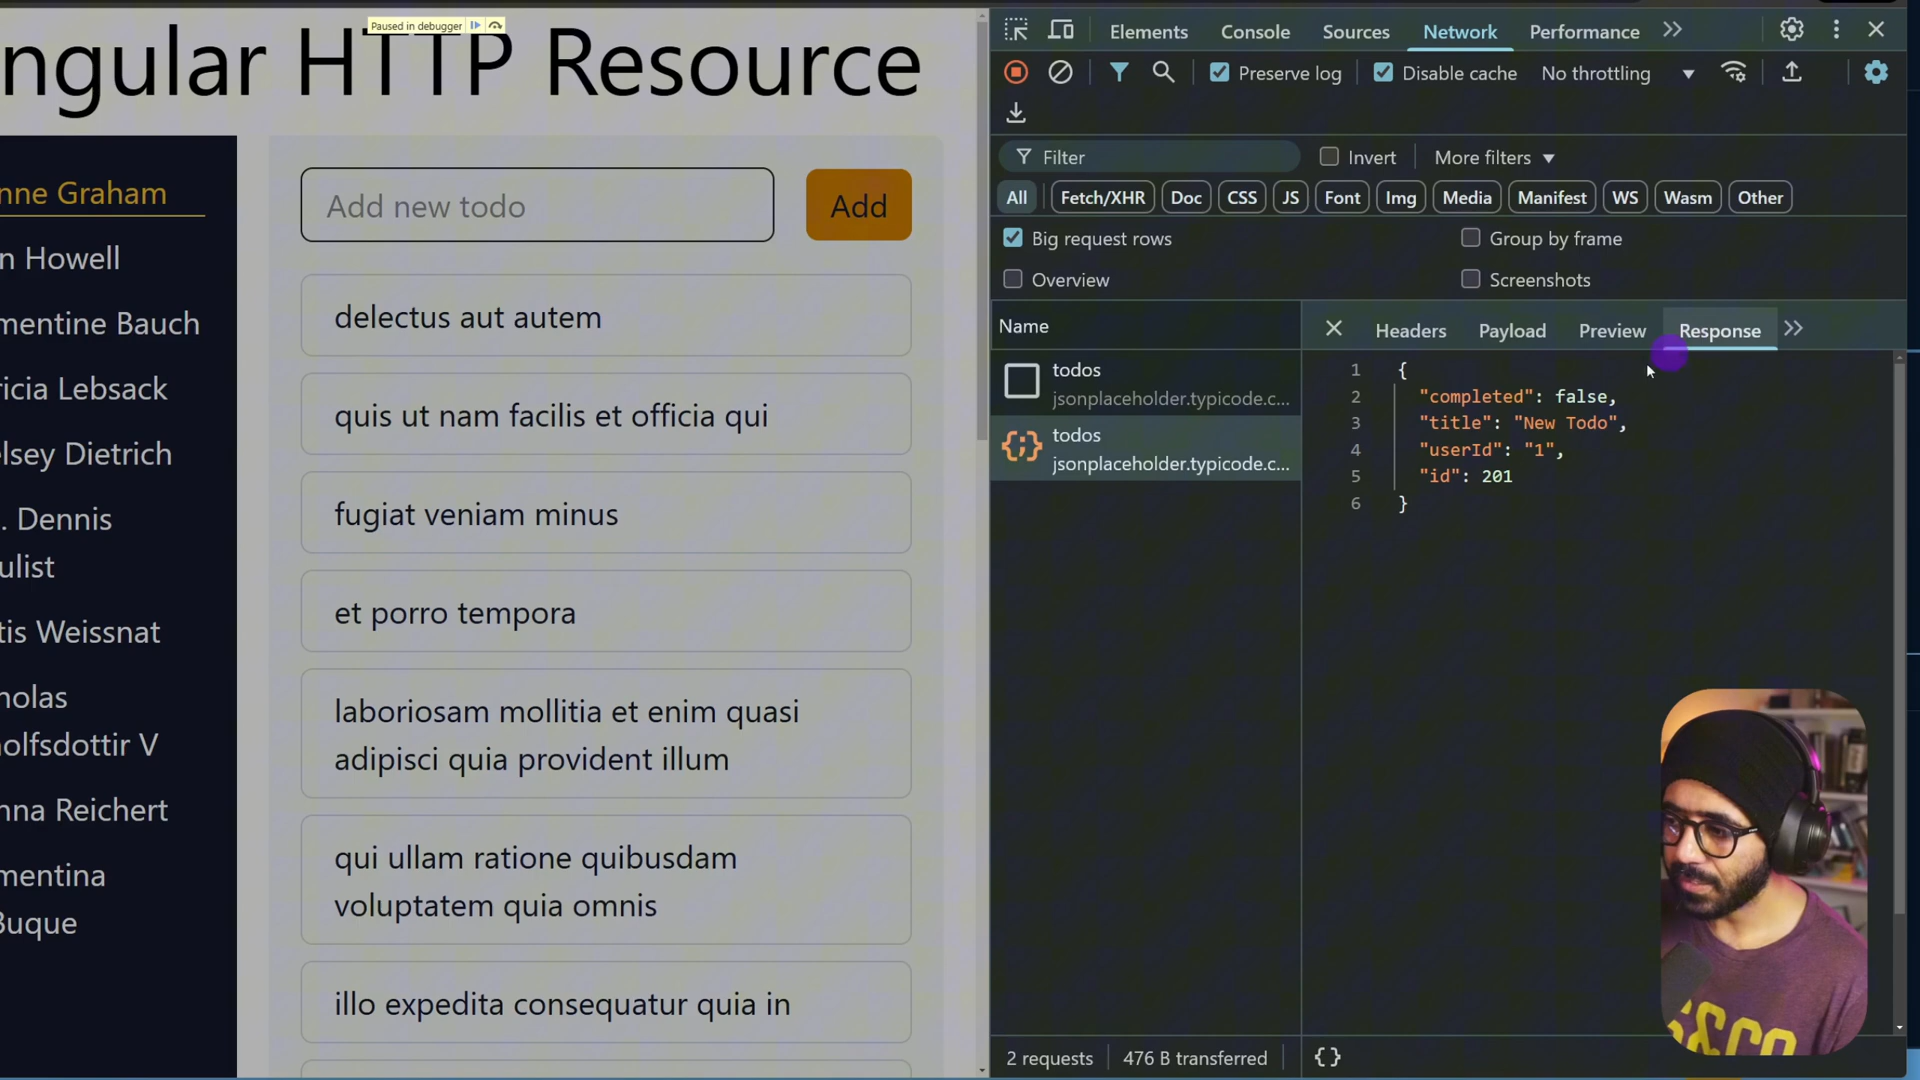 Paused in debugger
ngular HTTP Resource
nne Graham
n Howell
mentine Bauch
ricia Lebsack
elsey Dietrich
. Dennis
ulist
tis Weissnat
holas
olfsdottir V
nna Reichert
mentina
Buque
Add new todo
Add
delectus aut autem
quis ut nam facilis et officia qui
fugiat veniam minus
et porro tempora
laboriosam mollitia et enim quasi
adipisci quia provident illum
qui ullam ratione quibusdam
voluptatem quia omnis
illo expedita consequatur quia in
Elements Console Sources Network Performance
Preserve log Disable cache No throttling
Filter Invert More filters
All Fetch/XHR Doc CSS JS Font Img Media Manifest WS Wasm Other
Big request rows Group by frame
Overview Screenshots
Name
todos
jsonplaceholder.typicode.c...
todos
jsonplaceholder.typicode.c...
Headers Payload Preview Response
1 {
2 "completed": false,
3 "title": "New Todo",
4 "userId": "1",
5 "id": 201
6 }
2 requests 476 B transferred {}
&CO